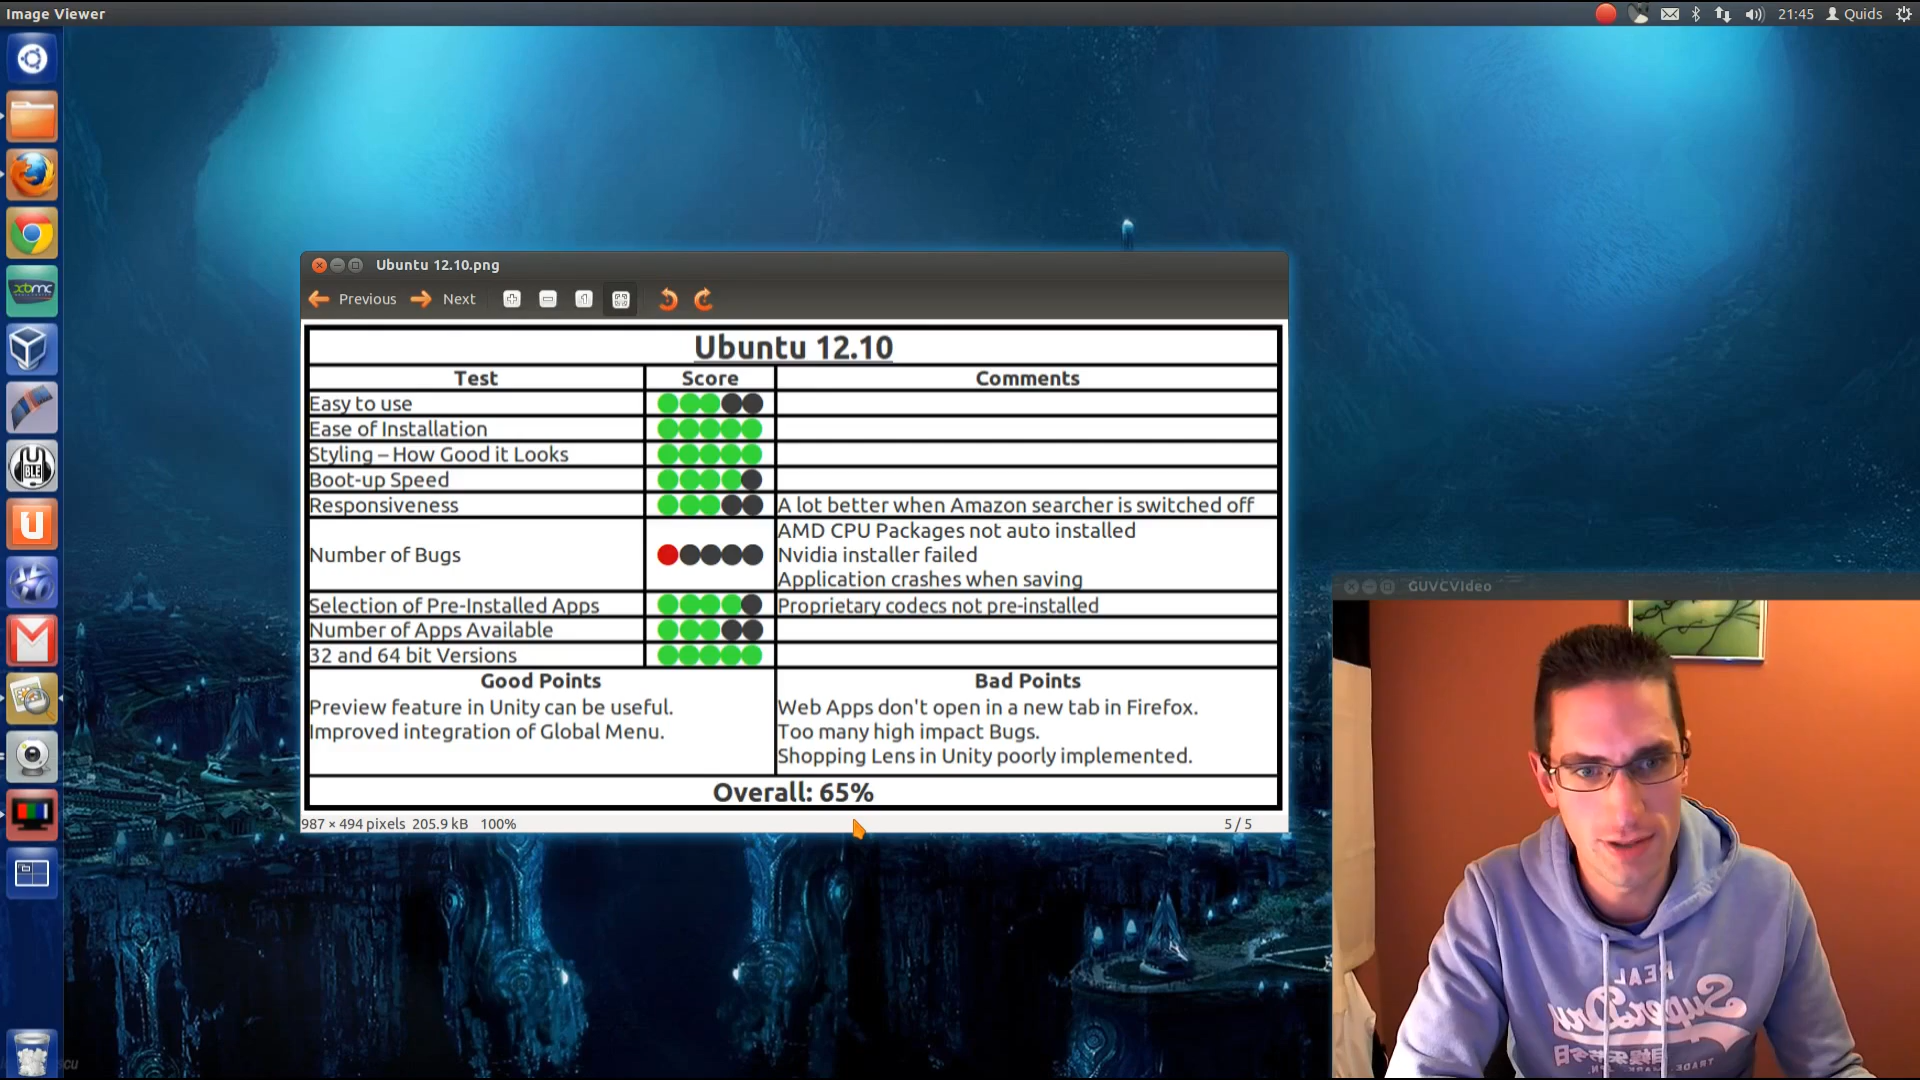 Image Viewer
21:45 Quids
Ubuntu 12.10.png
Previous Next
Ubuntu 12.10
Test Score Comments
Easy to use
Ease of Installation
Styling – How Good it Looks
Boot-up Speed
Responsiveness A lot better when Amazon searcher is switched off
Number of Bugs
AMD CPU Packages not auto installed
Nvidia installer failed
Application crashes when saving
Selection of Pre-Installed Apps Proprietary codecs not pre-installed
Number of Apps Available
32 and 64 bit Versions
Good Points
Preview feature in Unity can be useful.
Improved integration of Global Menu.
Bad Points
Web Apps don't open in a new tab in Firefox.
Too many high impact Bugs.
Shopping Lens in Unity poorly implemented.
Overall: 65%
987 × 494 pixels 205.9 kB 100% 5 / 5
GUVCVIdeo
REAL
SuperDry
xbmc
BLE